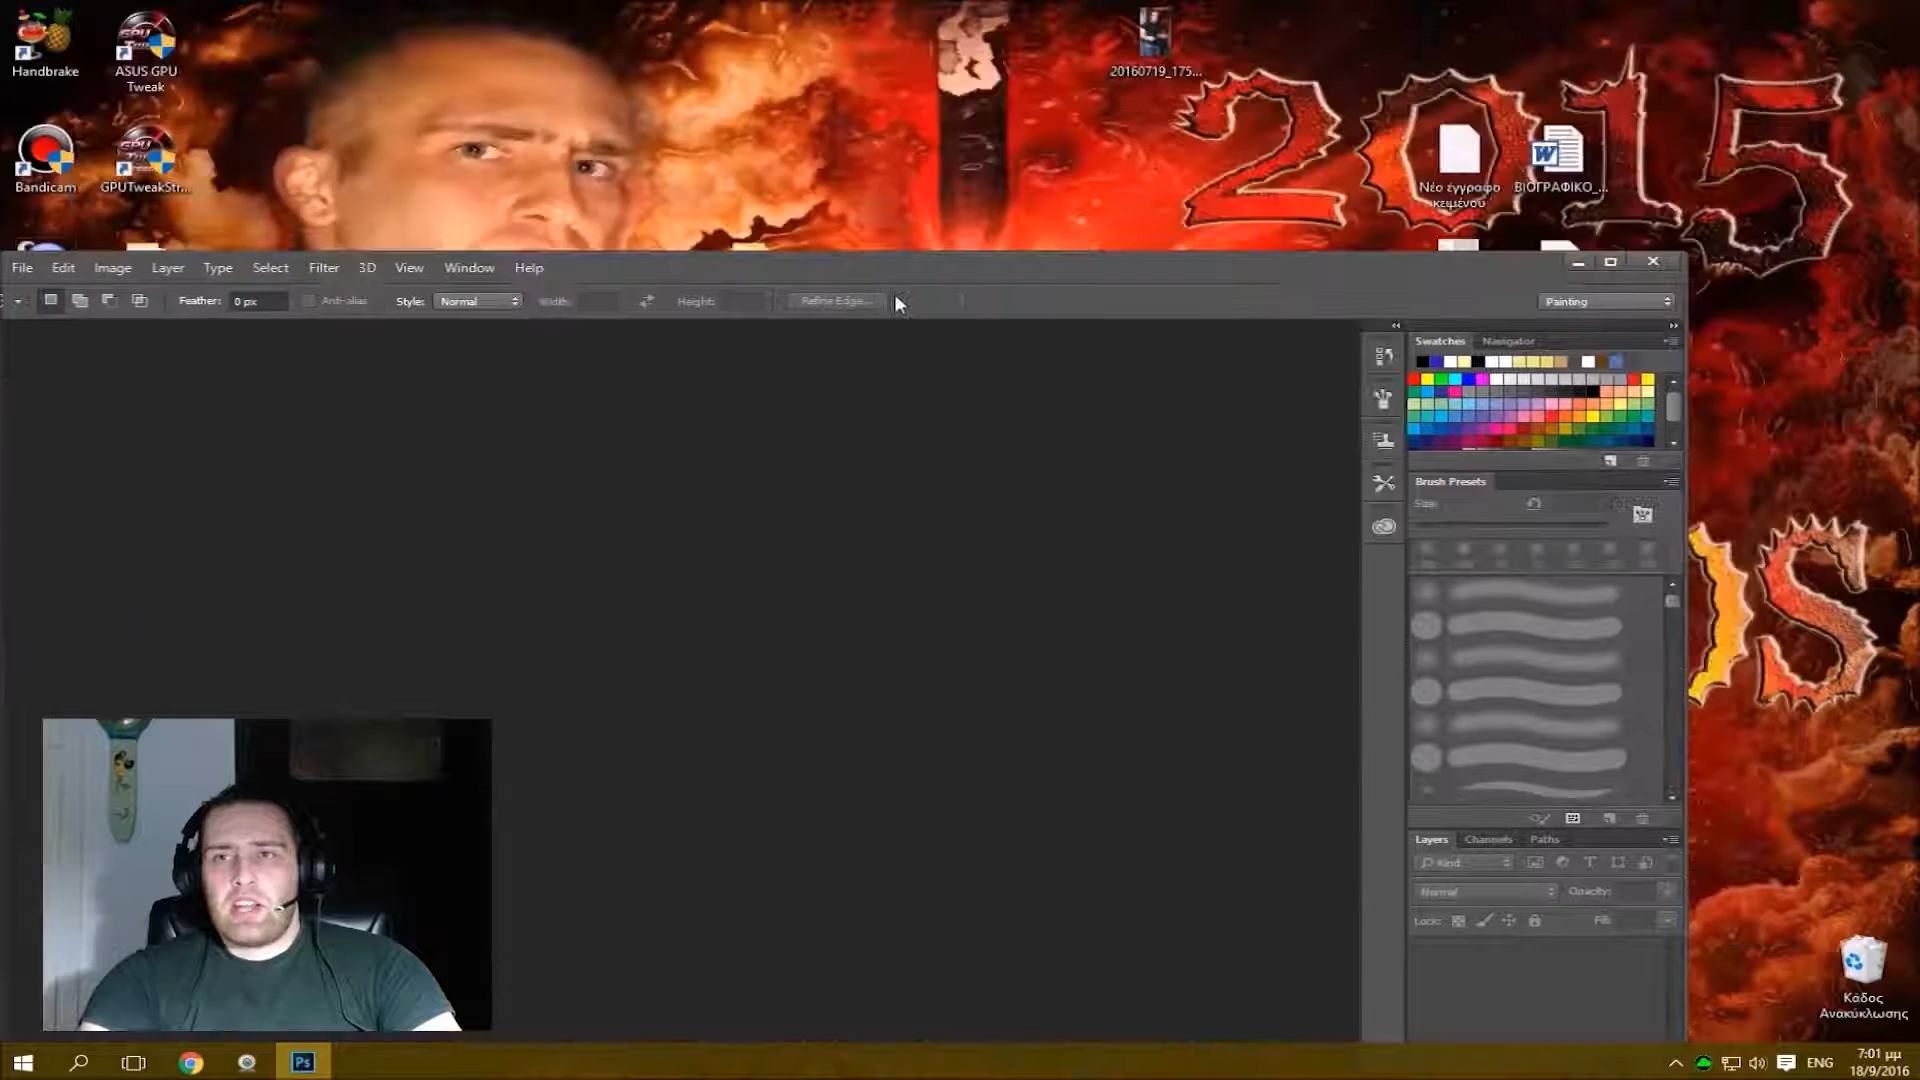 Handbrake
ASUS GPU
Tweak
20160719_175...
2015
Bandicam
GPUTweakStr...
Νέο έγγραφο
κειμένου
ΒΙΟΓΡΑΦΙΚΟ_...
File Edit Image Layer Type Select Filter 3D View Window Help
Feather: 0 px Anti-alias Style: Normal Width: Height: Refine Edge... Painting
Swatches Navigator
Brush Presets
Size:
Layers Channels Paths
Kind
Normal Opacity:
Lock: Fill:
Κάδος
Ανακύκλωσης
Ps
ENG
7:01 μμ
18/9/2016